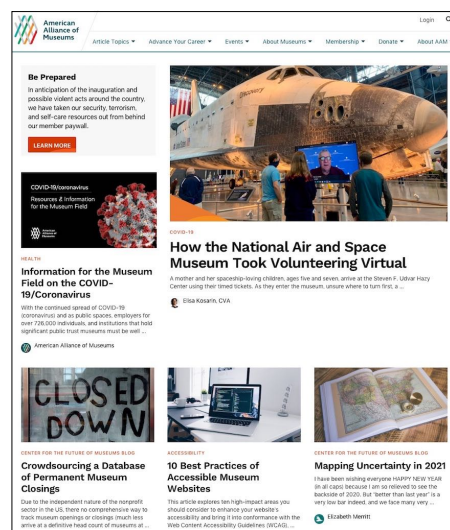 American
Alliance of
Museums
Login
Article Topics
Advance Your Career
Events
About Museums
Membership
Donate
About AAM
Be Prepared
In anticipation of the inauguration and
possible violent acts around the country,
we have taken our security, terrorism,
and self-care resources out from behind
our member paywall.
LEARN MORE
Discovery
COVID-19/coronavirus
Resources & Information
for the Museum Field
American
Alliance of
Museums
HEALTH
Information for the Museum
Field on the COVID-
19/Coronavirus
With the continued spread of COVID-19
(coronavirus) and as public spaces, employers for
over 726,000 individuals, and institutions that hold
significant public trust museums must be well ...
American Alliance of Museums
COVID-19
How the National Air and Space
Museum Took Volunteering Virtual
A mother and her spaceship-loving children, ages five and seven, arrive at the Steven F. Udvar Hazy
Center using their timed tickets. As they enter the museum, unsure where to turn first, a ...
Elisa Kosarin, CVA
CLOSED
DOWN
CENTER FOR THE FUTURE OF MUSEUMS BLOG
Crowdsourcing a Database
of Permanent Museum
Closings
Due to the independent nature of the nonprofit
sector in the US, there no comprehensive way to
track museum openings or closings (much less
arrive at a definitive head count of museums at ...
ACCESSIBILITY
10 Best Practices of
Accessible Museum
Websites
This article explores ten high-impact areas you
should consider to enhance your website's
accessibility and bring it into conformance with the
Web Content Accessibility Guidelines (WCAG). ...
CENTER FOR THE FUTURE OF MUSEUMS BLOG
Mapping Uncertainty in 2021
I have been wishing everyone HAPPY NEW YEAR
(in all caps) because I am so relieved to see the
backside of 2020. But "better than last year" is a
very low bar indeed, and we face many very ...
Elizabeth Merritt